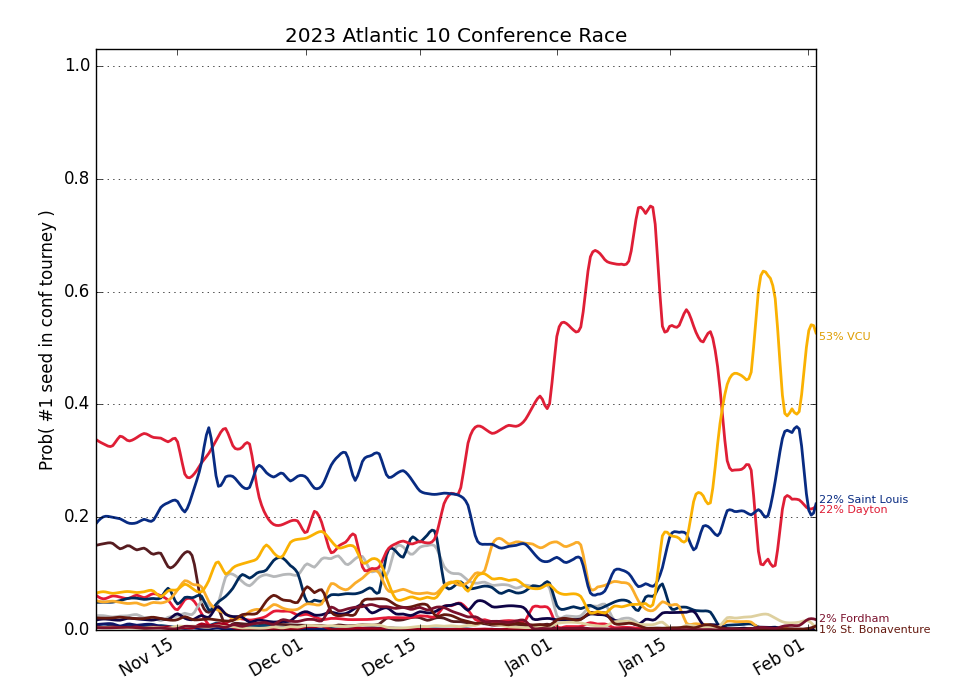 2023 Atlantic 10 Conference Race
Prob( #1 seed in conf tourney )
1.0
0.8
0.6
0.4
0.2
0.0
53% VCU
22% Saint Louis
22% Dayton
2% Fordham
1% St. Bonaventure
Nov 15
Dec 01
Dec 15
Jan 01
Jan 15
Feb 01